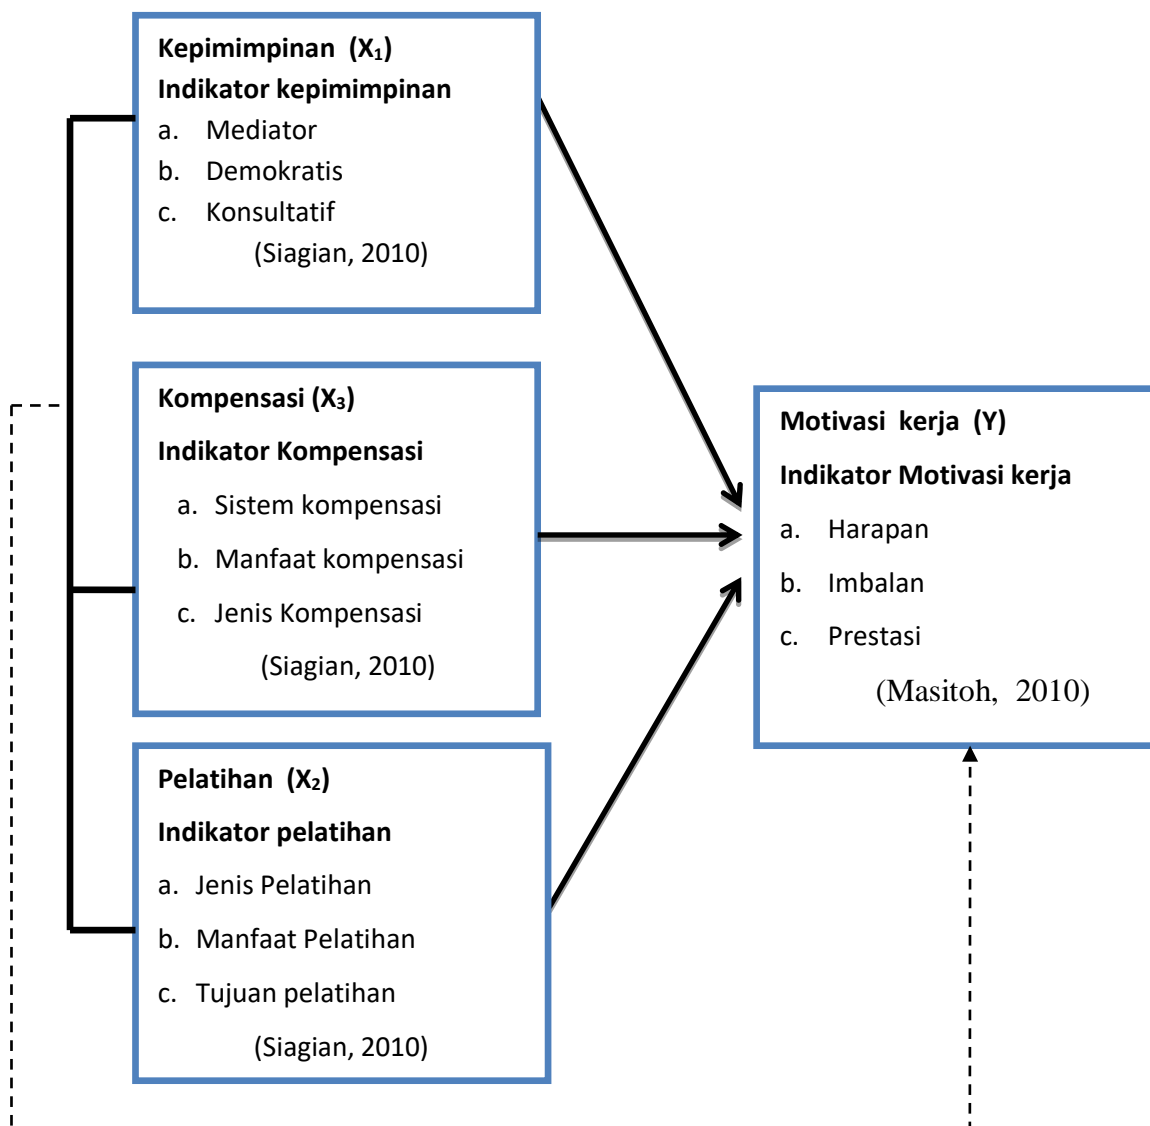 Kepimimpinan (X₁)
Indikator kepimimpinan
a. Mediator
b. Demokratis
c. Konsultatif
(Siagian, 2010)
Kompensasi (X₃)
Indikator Kompensasi
a. Sistem kompensasi
b. Manfaat kompensasi
c. Jenis Kompensasi
(Siagian, 2010)
Pelatihan (X₂)
Indikator pelatihan
a. Jenis Pelatihan
b. Manfaat Pelatihan
c. Tujuan pelatihan
(Siagian, 2010)
Motivasi kerja (Y)
Indikator Motivasi kerja
a. Harapan
b. Imbalan
c. Prestasi
(Masitoh, 2010)